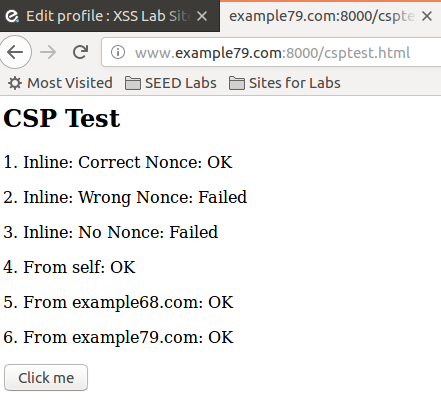 Edit profile : XSS Lab Sit
example79.com:8000/cspt
www.example79.com:8000/csptest.html
Most Visited SEED Labs Sites for Labs
CSP Test
1. Inline: Correct Nonce: OK
2. Inline: Wrong Nonce: Failed
3. Inline: No Nonce: Failed
4. From self: OK
5. From example68.com: OK
6. From example79.com: OK
Click me